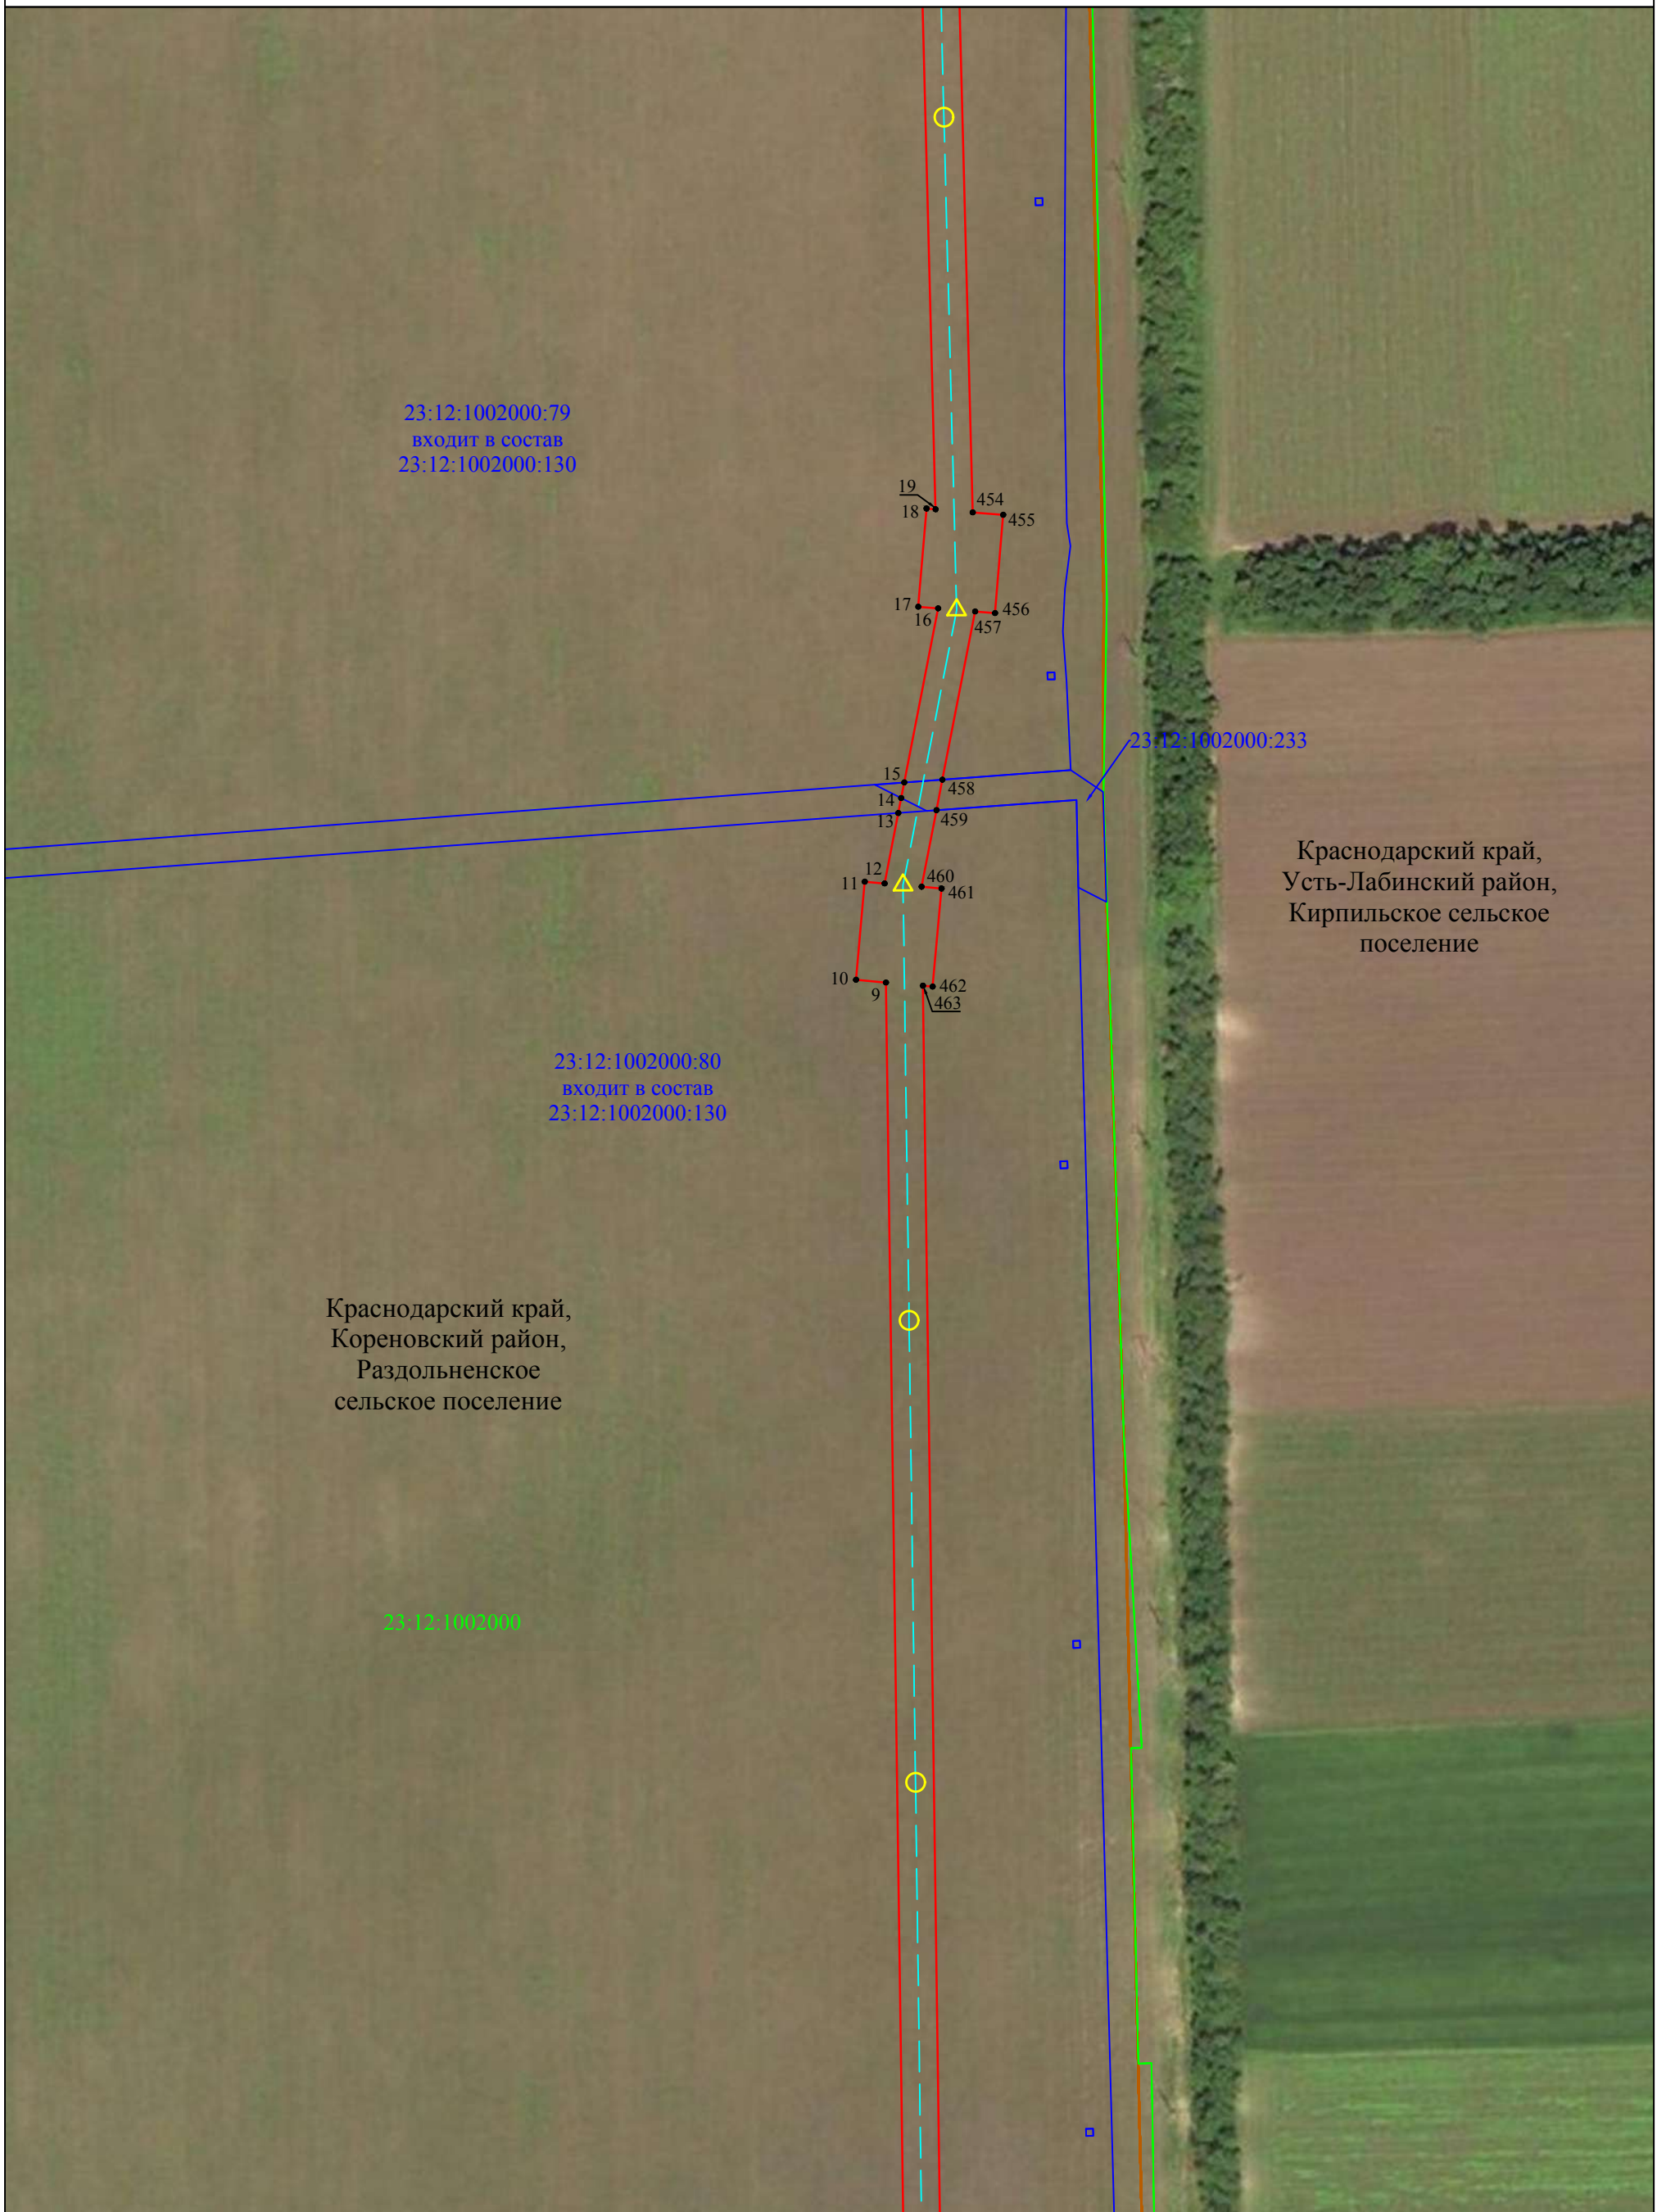 23:12:1002000:79
входит в состав
23:12:1002000:130
19
18
454
455
17
16
456
457
23:12:1002000:233
15
458
14
13
459
12
11
460
461
10
9
462
463
Краснодарский край,
Усть-Лабинский район,
Кирпильское сельское
поселение
23:12:1002000:80
входит в состав
23:12:1002000:130
Краснодарский край,
Кореновский район,
Раздольненское
сельское поселение
23:12:1002000